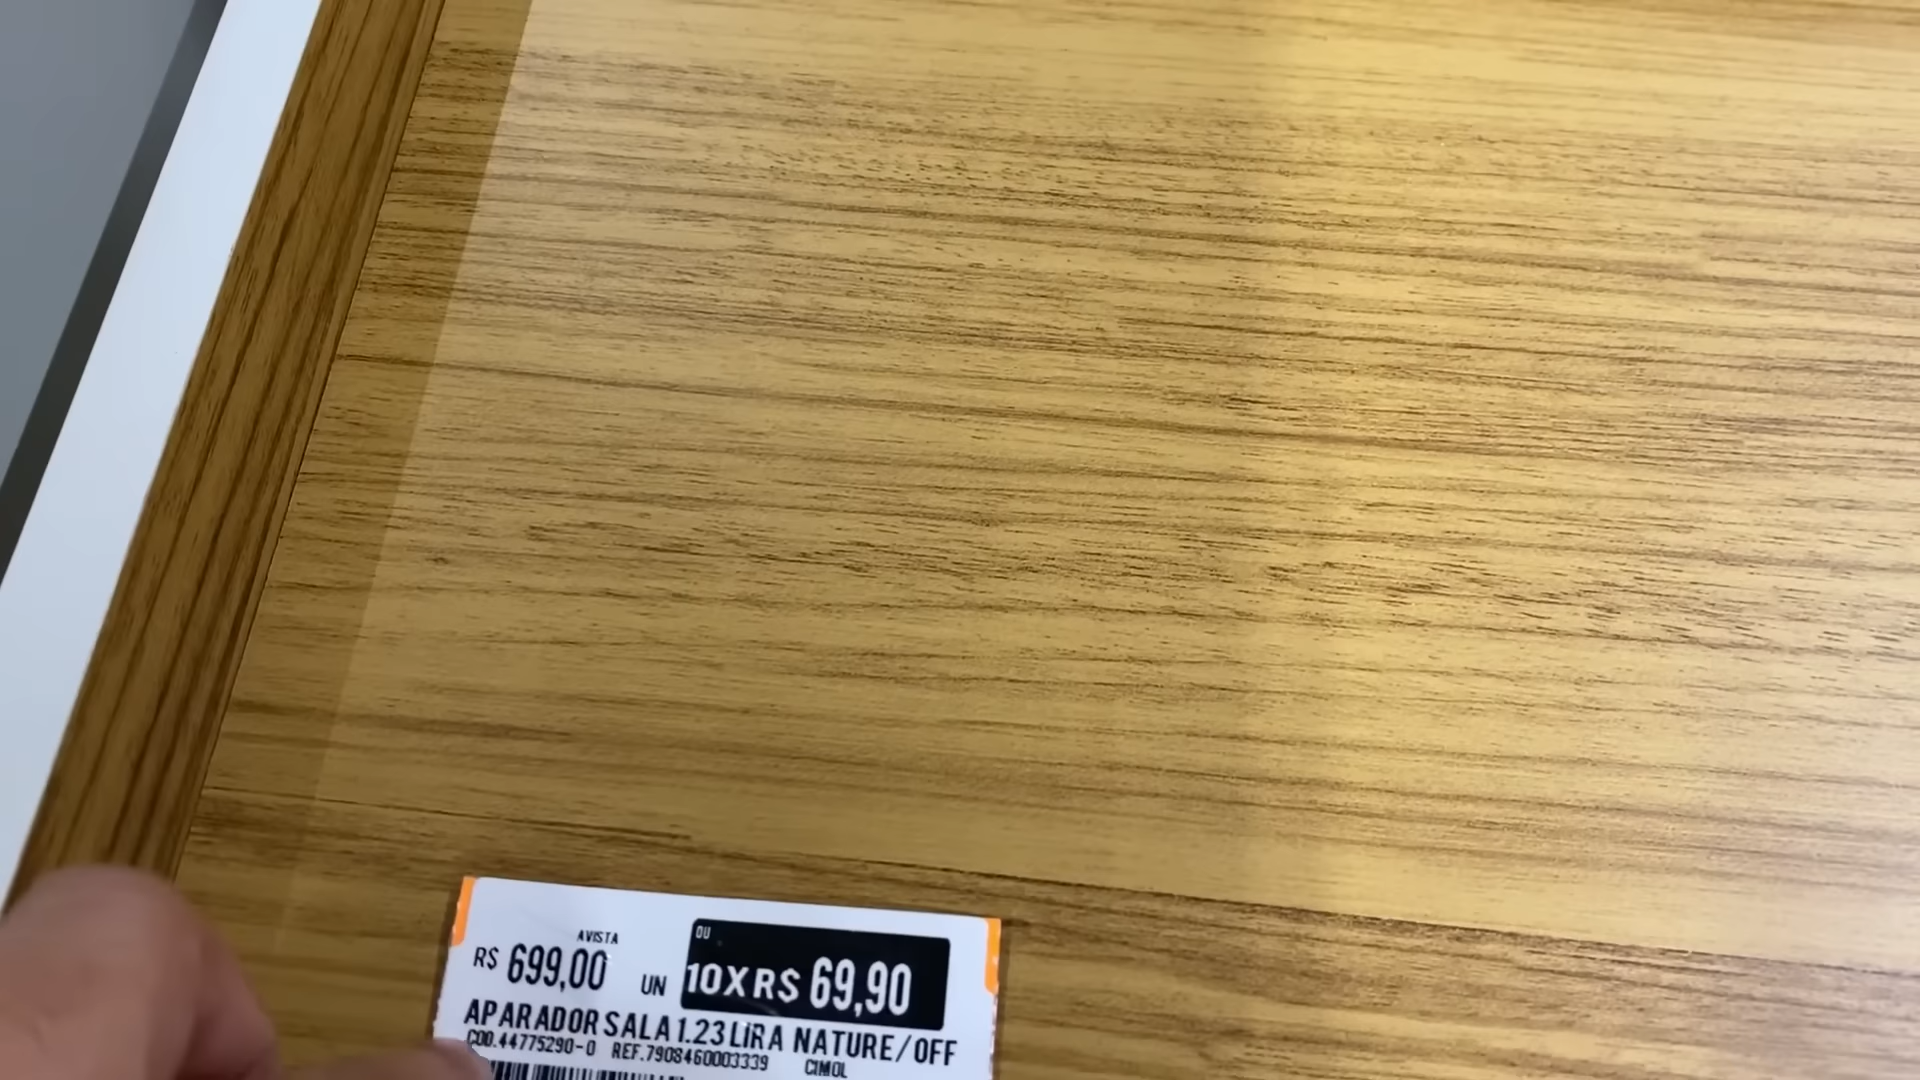 AVISTA
R$ 699,00 UN
OU
10X R$ 69,90
APARADOR SALA 1.23 LIRA NATURE/OFF
COD.44775290-0 REF.7908460003339 CIMOL